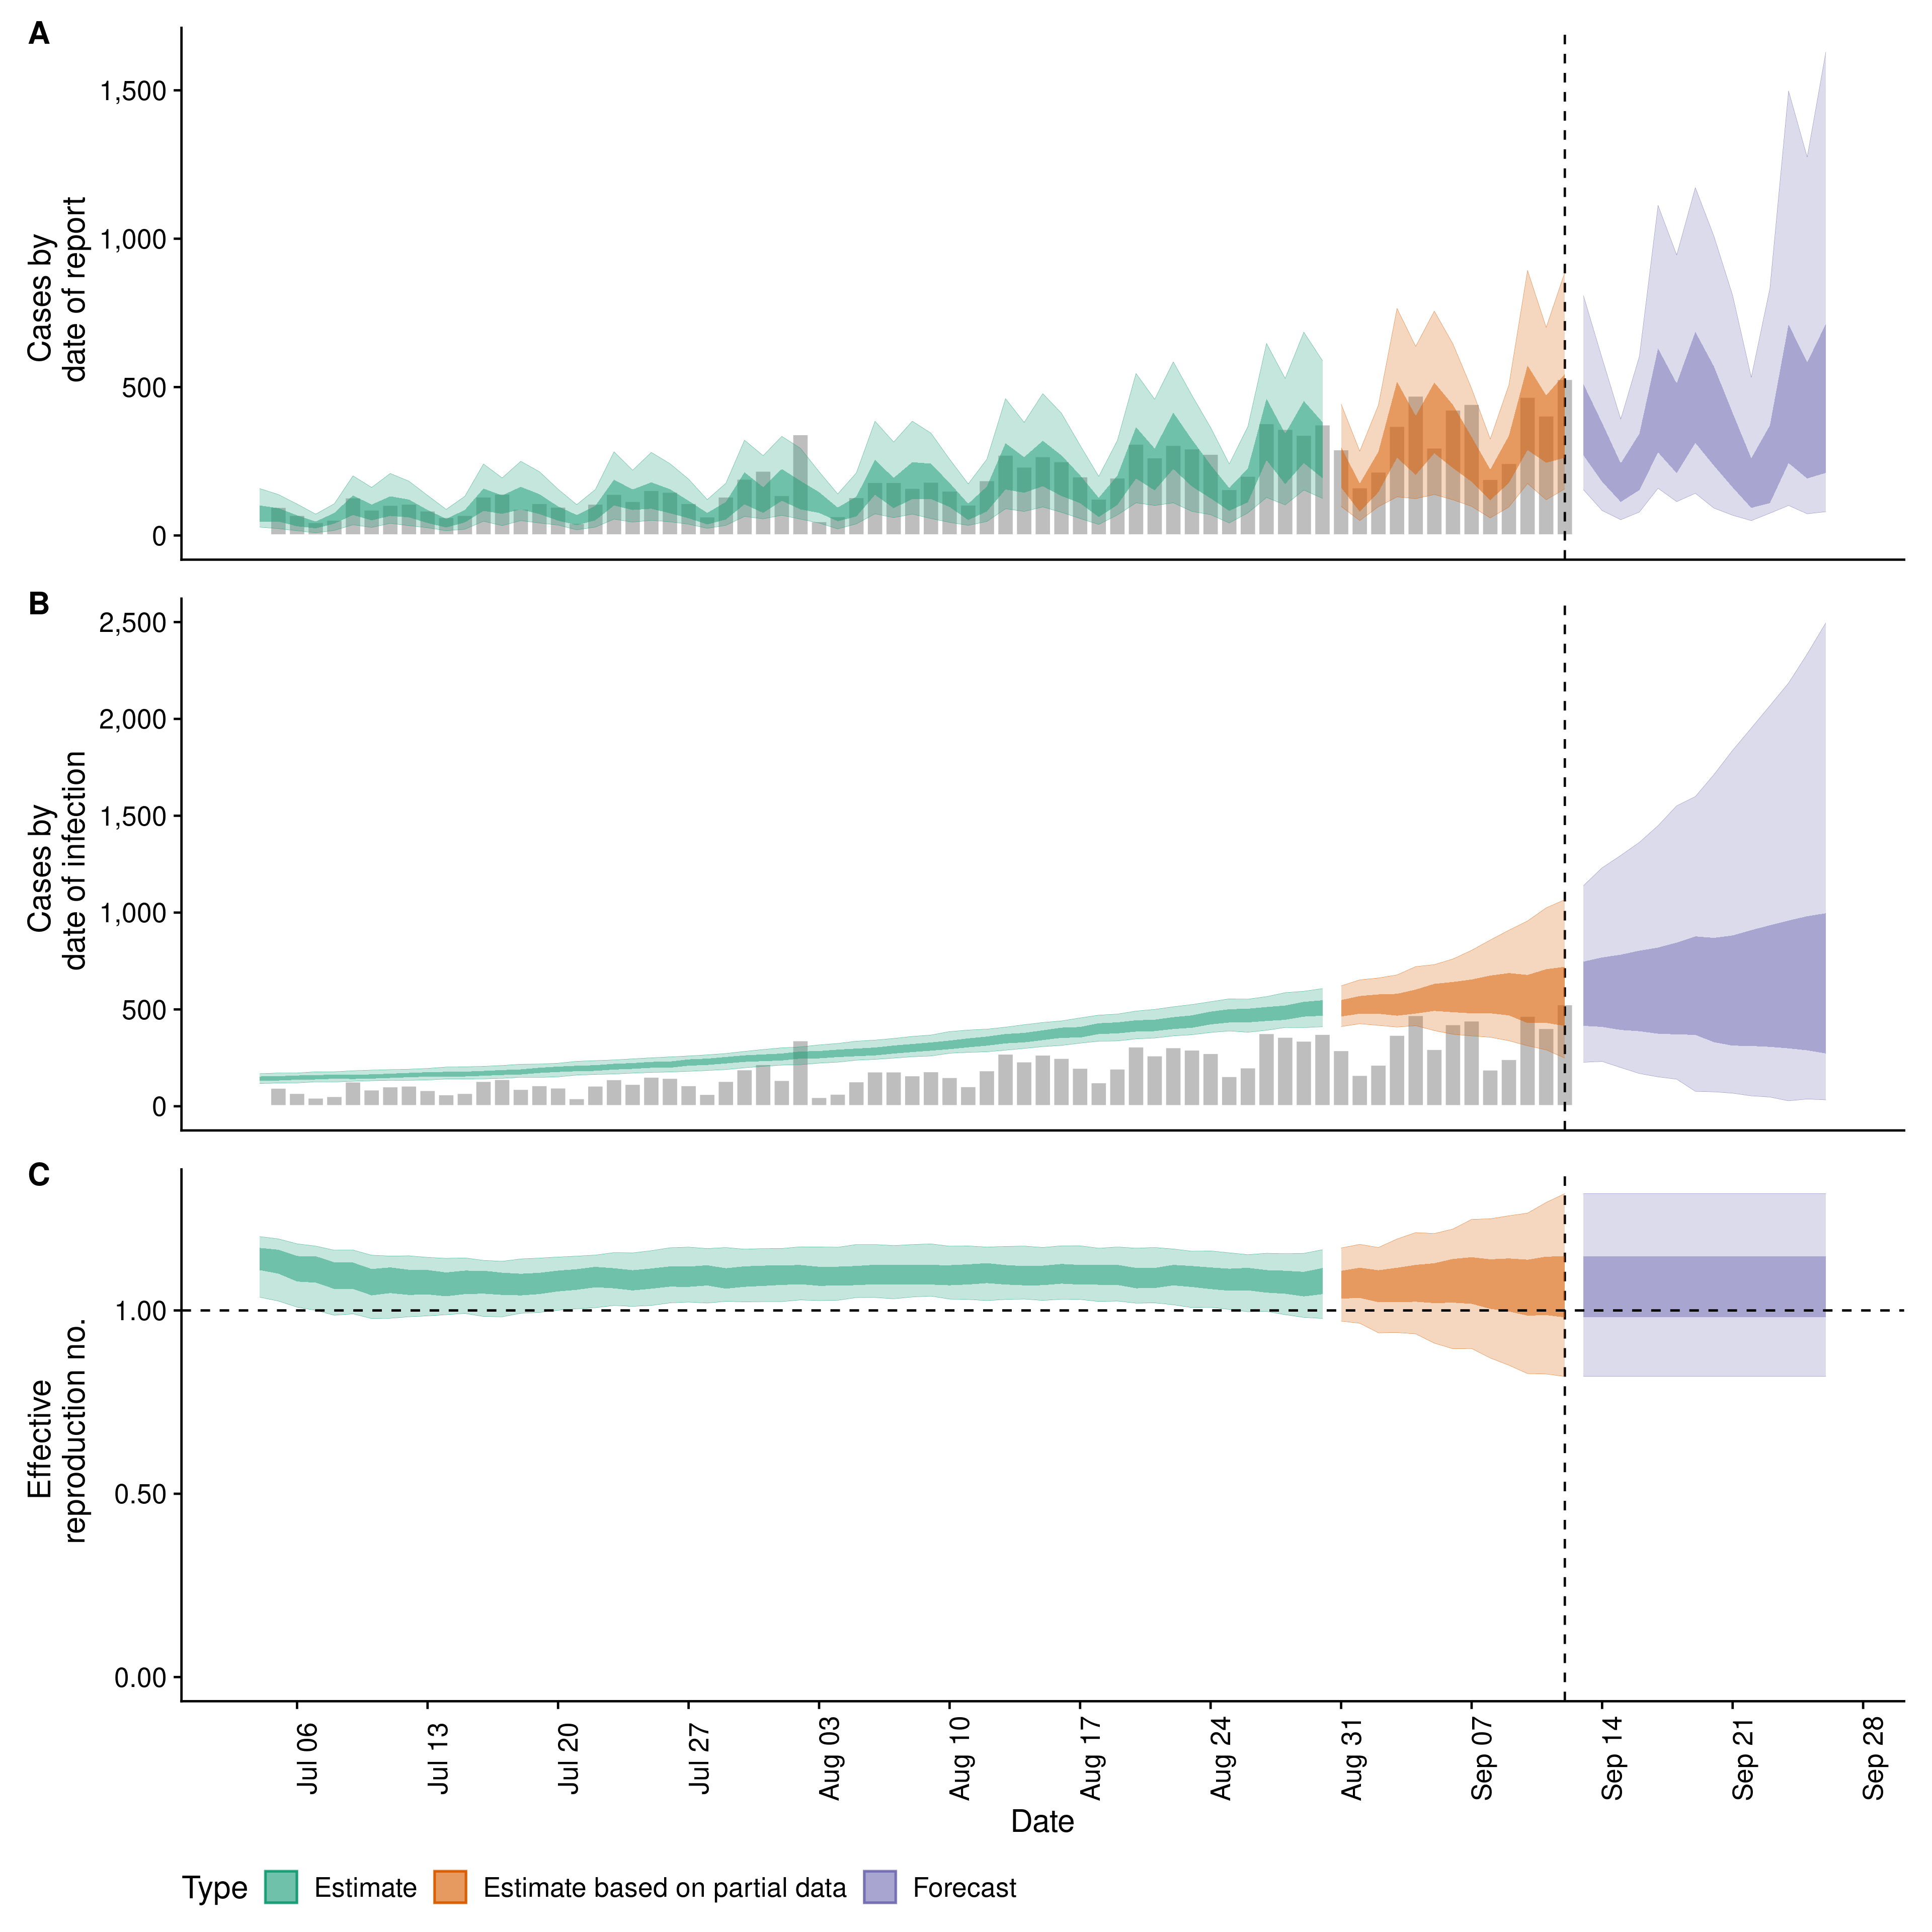 A
1,500
1,000
500
0
Cases by
date of report
B
2,500
2,000
1,500
1,000
500
0
Cases by
date of infection
C
1.00
0.50
0.00
Effective
reproduction no.
Jul 06
Jul 13
Jul 20
Jul 27
Aug 03
Aug 10
Aug 17
Aug 24
Aug 31
Sep 07
Sep 14
Sep 21
Sep 28
Date
Type Estimate Estimate based on partial data Forecast